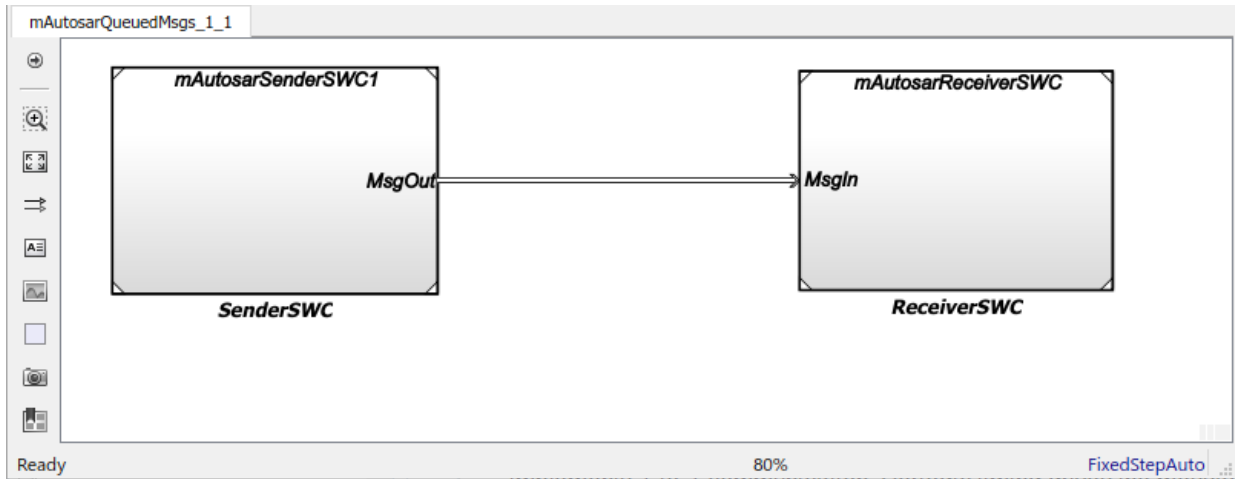 mAutosarQueuedMsgs_1_1
mAutosarSenderSWC1
mAutosarReceiverSWC
MsgOut
MsgIn
SenderSWC
ReceiverSWC
Ready
80%
FixedStepAuto